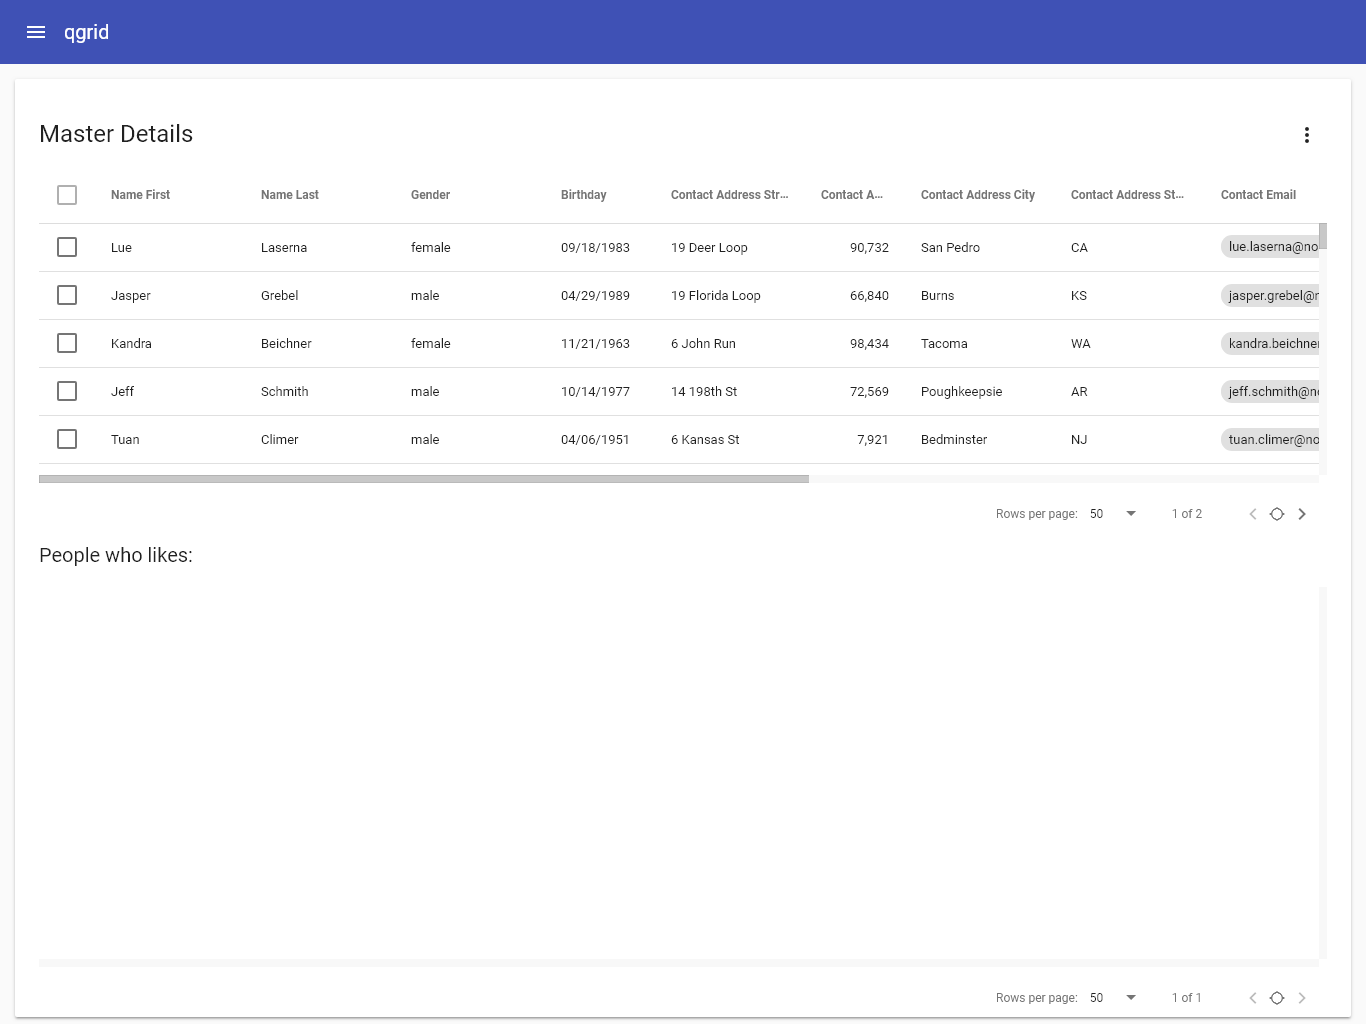 qgrid
Master Details
Name First Name Last Gender Birthday Contact Address Str... Contact A... Contact Address City Contact Address St... Contact Email
Lue Laserna female 09/18/1983 19 Deer Loop 90,732 San Pedro CA lue.laserna@no
Jasper Grebel male 04/29/1989 19 Florida Loop 66,840 Burns KS jasper.grebel@n
Kandra Beichner female 11/21/1963 6 John Run 98,434 Tacoma WA kandra.beichner
Jeff Schmith male 10/14/1977 14 198th St 72,569 Poughkeepsie AR jeff.schmith@no
Tuan Climer male 04/06/1951 6 Kansas St 7,921 Bedminster NJ tuan.climer@no
Rows per page: 50 1 of 2
People who likes:
Rows per page: 50 1 of 1